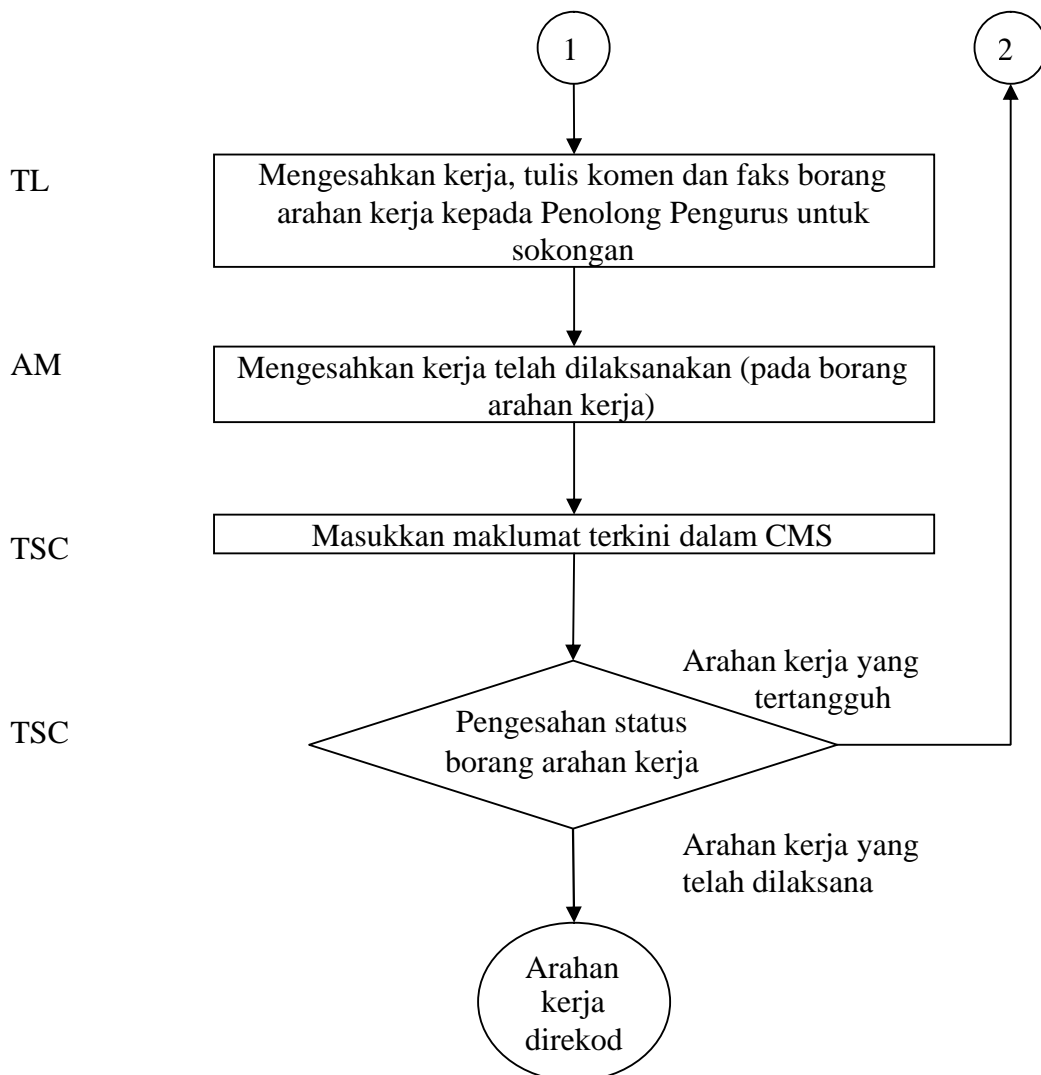 1
2
TL
Mengesahkan kerja, tulis komen dan faks borang
arahan kerja kepada Penolong Pengurus untuk
sokongan
AM
Mengesahkan kerja telah dilaksanakan (pada borang
arahan kerja)
TSC
Masukkan maklumat terkini dalam CMS
Arahan kerja yang
tertangguh
TSC
Pengesahan status
borang arahan kerja
Arahan kerja yang
telah dilaksana
Arahan
kerja
direkod